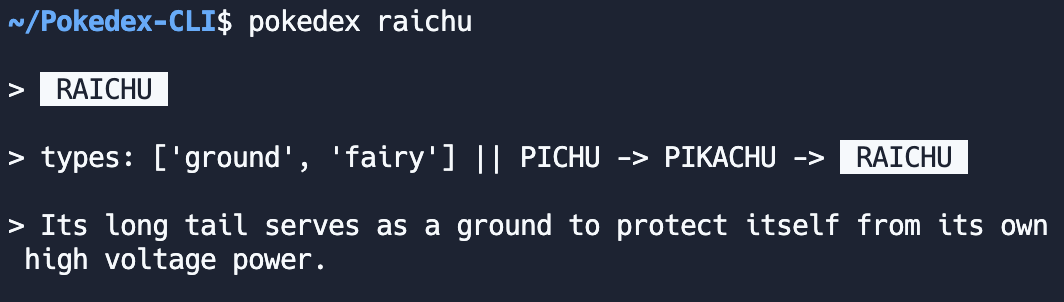 ~/Pokedex-CLI$ pokedex raichu
> RAICHU
> types: ['ground', 'fairy'] || PICHU -> PIKACHU -> RAICHU
> Its long tail serves as a ground to protect itself from its own
high voltage power.